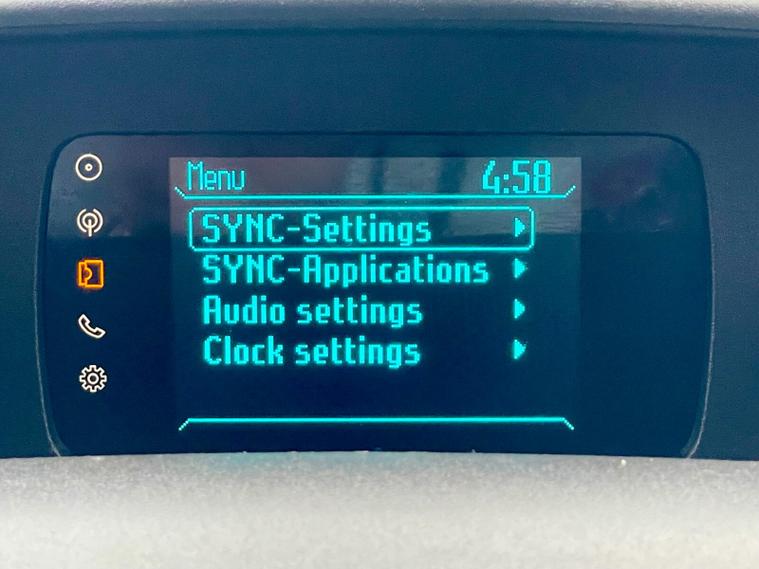 Menu 4:58
SYNC-Settings
SYNC-Applications
Audio settings
Clock settings